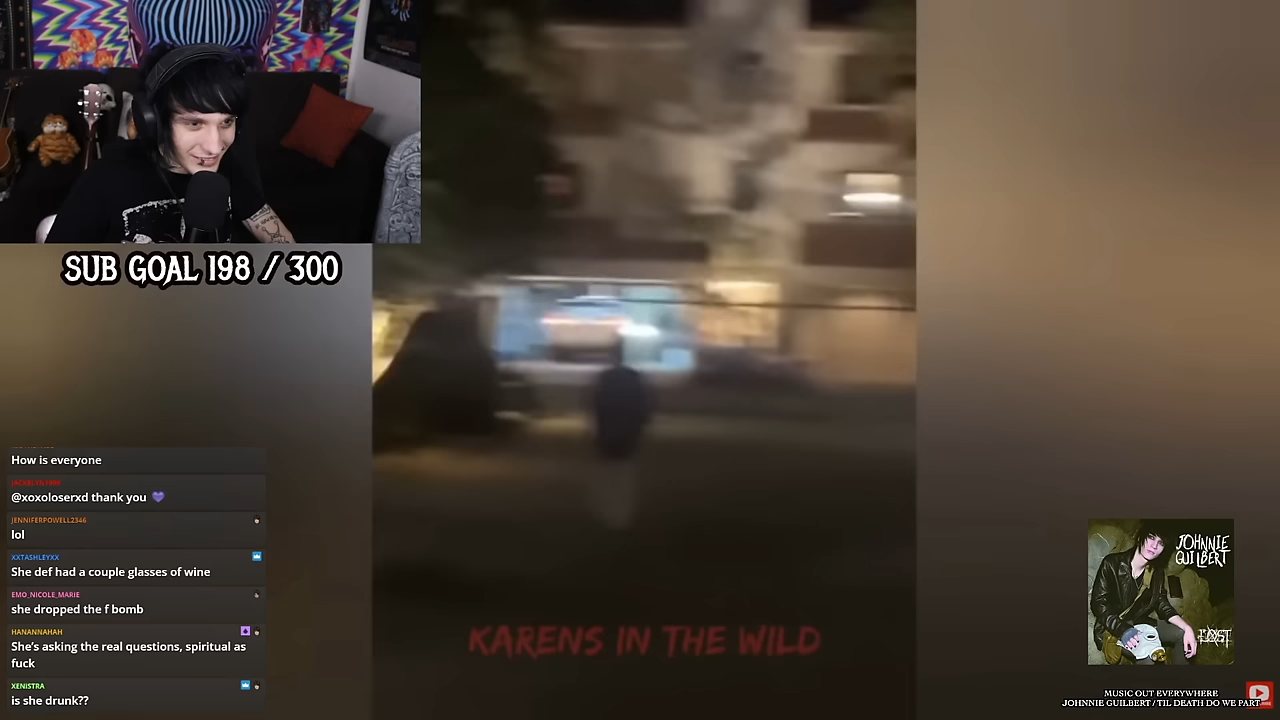 SUB GOAL 198 / 300
How is everyone
@xoxoloserxd thank you
JENNIFERPOWELL2346
lol
XXTASHLEYXX
She def had a couple glasses of wine
EMO_NICOLE_MARIE
she dropped the f bomb
HANANNAHAH
She's asking the real questions, spiritual as
fuck
XENISTRA
is she drunk??
KARENS IN THE WILD
JOHNNIE
GUILBERT
MUSIC OUT EVERYWHERE
JOHNNIE GUILBERT / TIL DEATH DO WE PART